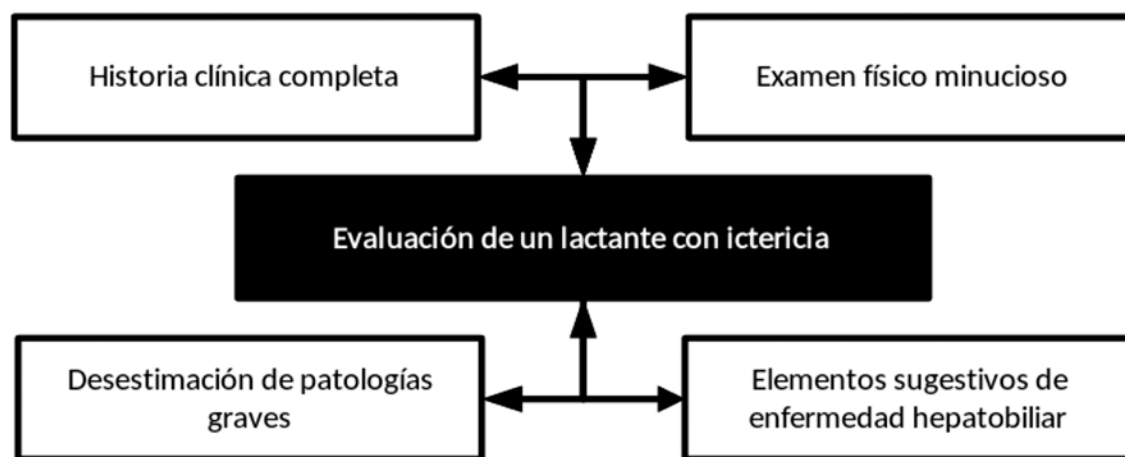 Historia clínica completa
Examen físico minucioso
Evaluación de un lactante con ictericia
Desestimación de patologías
graves
Elementos sugestivos de
enfermedad hepatobiliar